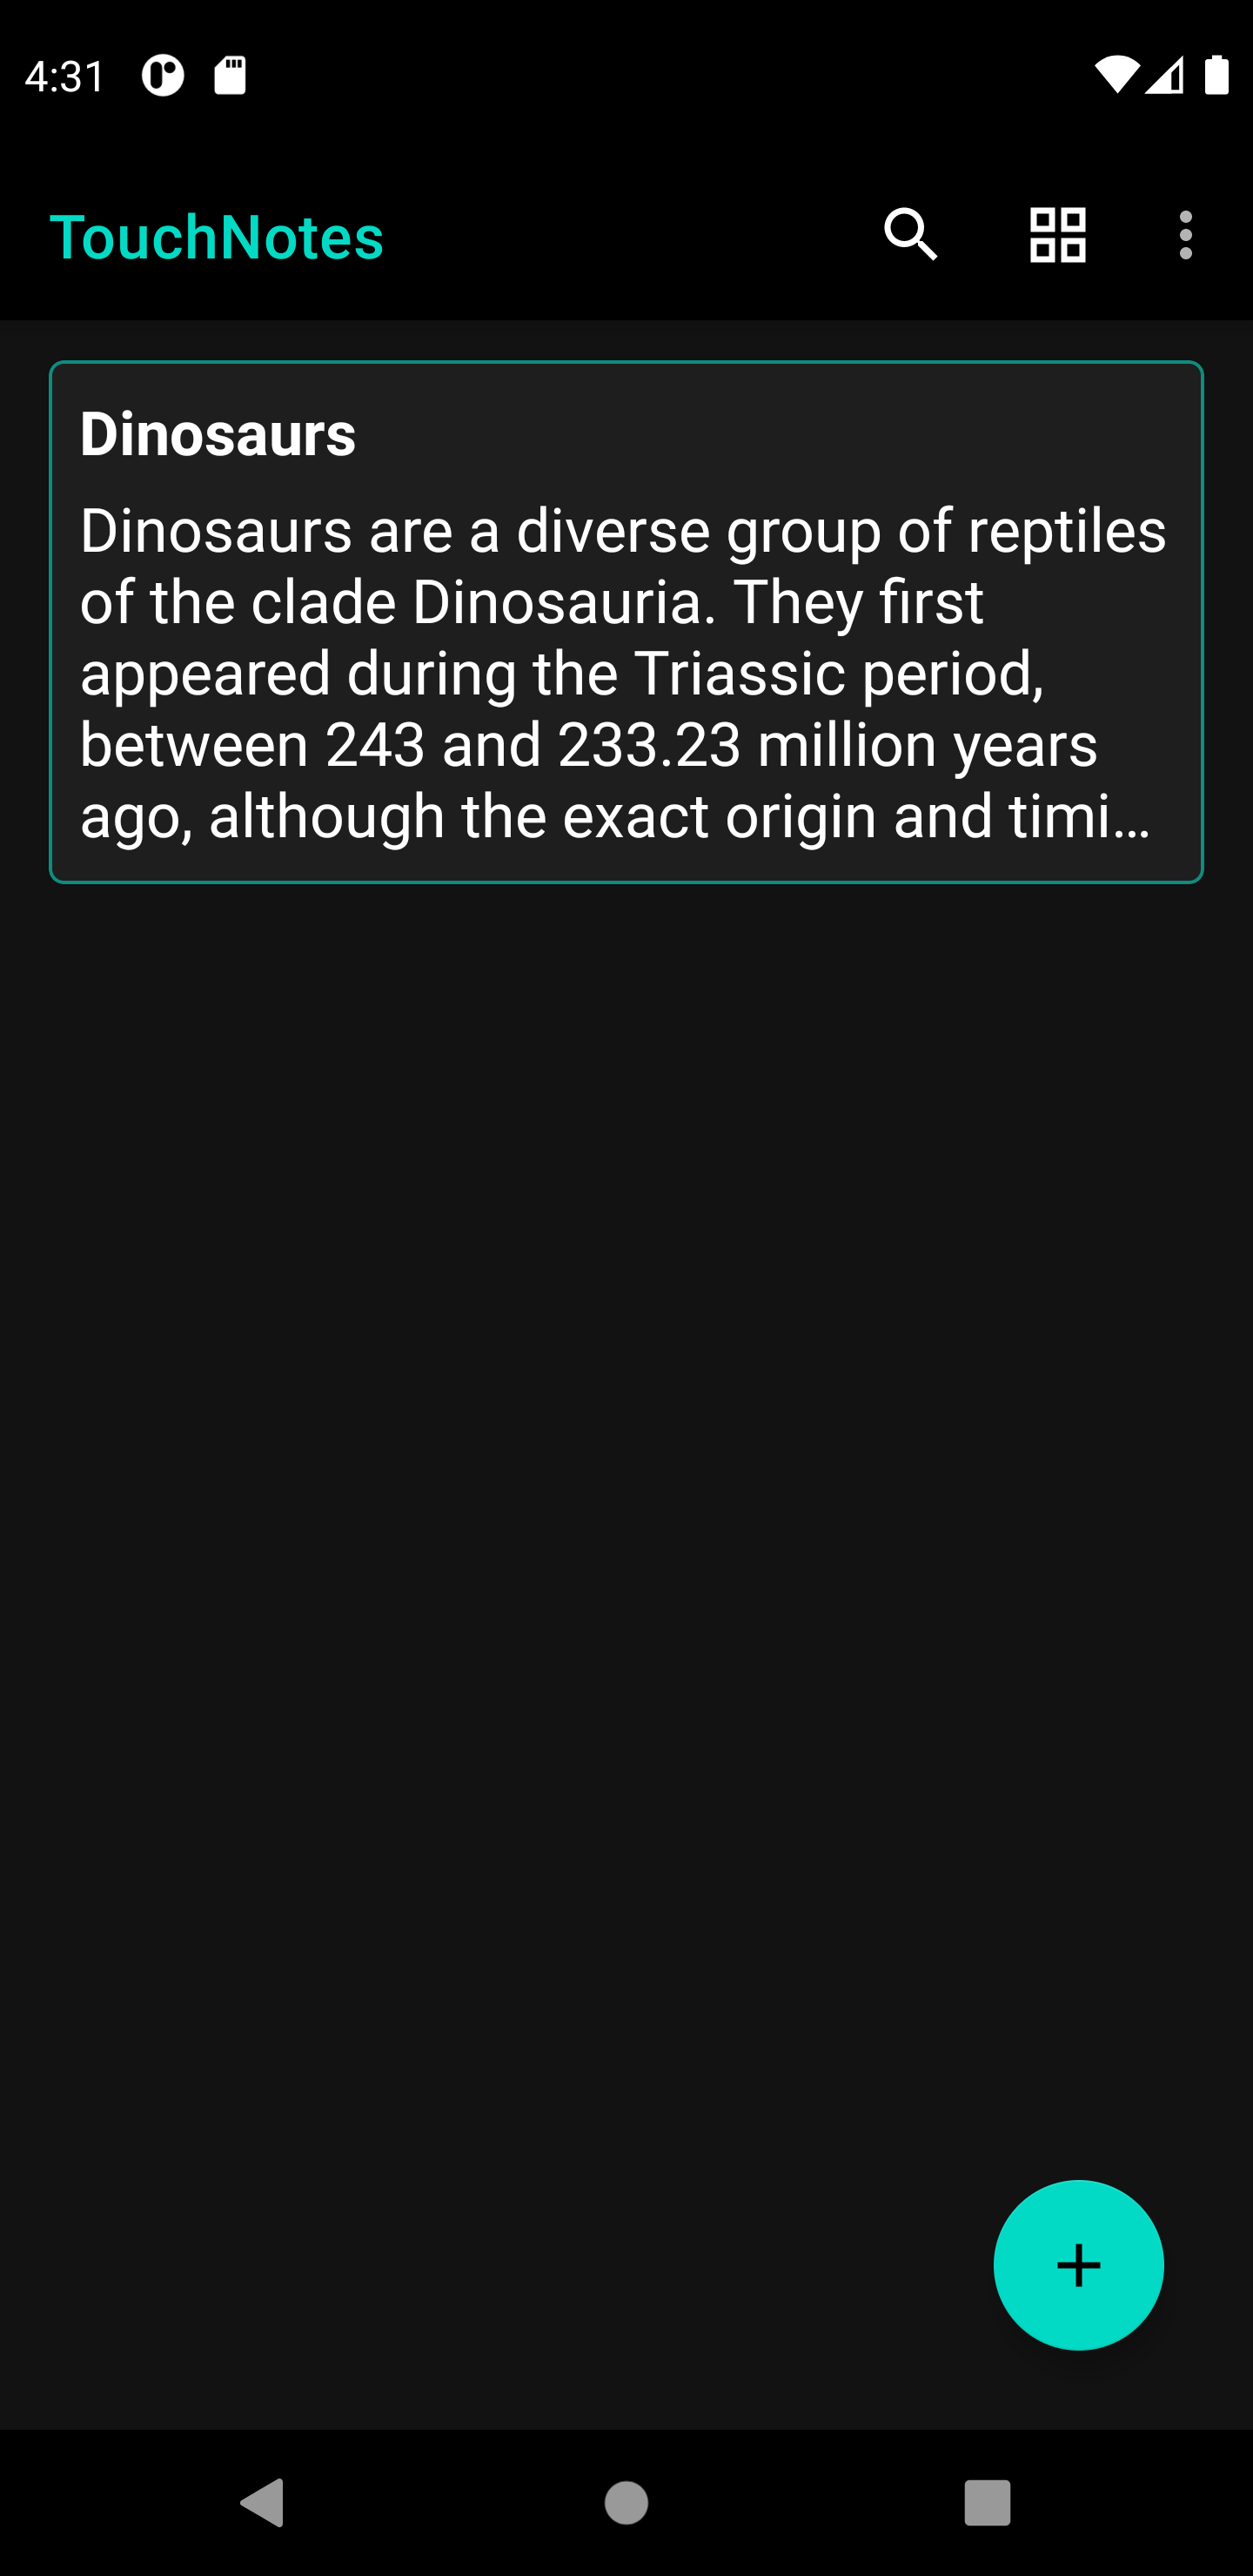 4:31
TouchNotes
Dinosaurs
Dinosaurs are a diverse group of reptiles
of the clade Dinosauria. They first
appeared during the Triassic period,
between 243 and 233.23 million years
ago, although the exact origin and timi...